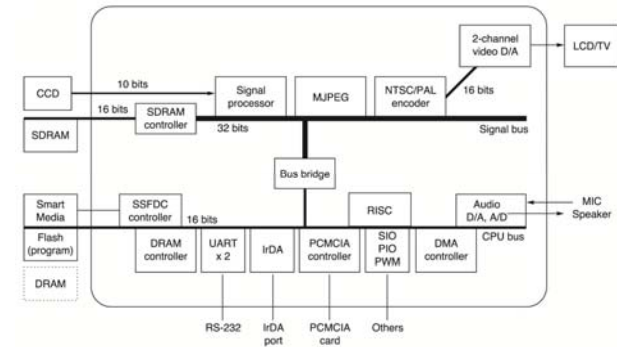 2-channel
video D/A
LCD/TV
CCD
10 bits
Signal
processor
MJPEG
NTSC/PAL
encoder
16 bits
16 bits
SDRAM
controller
32 bits
Signal bus
SDRAM
Bus bridge
Smart
Media
SSFDC
controller
16 bits
RISC
Audio
D/A, A/D
MIC
Speaker
CPU bus
Flash
(program)
DRAM
controller
UART
x 2
IrDA
PCMCIA
controller
SIO
PIO
PWM
DMA
controller
DRAM
RS-232
IrDA
port
PCMCIA
card
Others